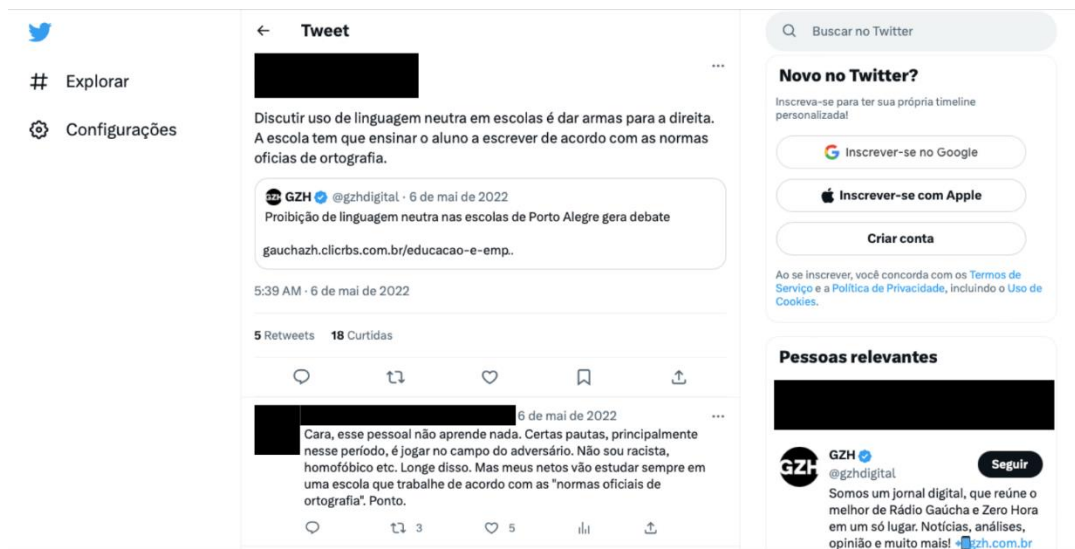 Explorar
Configurações
Tweet
Discutir uso de linguagem neutra em escolas é dar armas para a direita.
A escola tem que ensinar o aluno a escrever de acordo com as normas
oficias de ortografia.
GZH @gzhdigital · 6 de mai de 2022
Proibição de linguagem neutra nas escolas de Porto Alegre gera debate
gauchazh.clicrbs.com.br/educacao-e-emp..
5:39 AM · 6 de mai de 2022
5 Retweets 18 Curtidas
6 de mai de 2022
Cara, esse pessoal não aprende nada. Certas pautas, principalmente
nesse período, é jogar no campo do adversário. Não sou racista,
homofóbico etc. Longe disso. Mas meus netos vão estudar sempre em
uma escola que trabalhe de acordo com as "normas oficiais de
ortografia". Ponto.
3 5
Buscar no Twitter
Novo no Twitter?
Inscreva-se para ter sua própria timeline
personalizada!
Inscrever-se no Google
Inscrever-se com Apple
Criar conta
Ao se inscrever, você concorda com os Termos de
Serviço e a Política de Privacidade, incluindo o Uso de
Cookies.
Pessoas relevantes
GZH
GZH
@gzhdigital
Seguir
Somos um jornal digital, que reúne o
melhor de Rádio Gaúcha e Zero Hora
em um só lugar. Notícias, análises,
opinião e muito mais! gzh.com.br